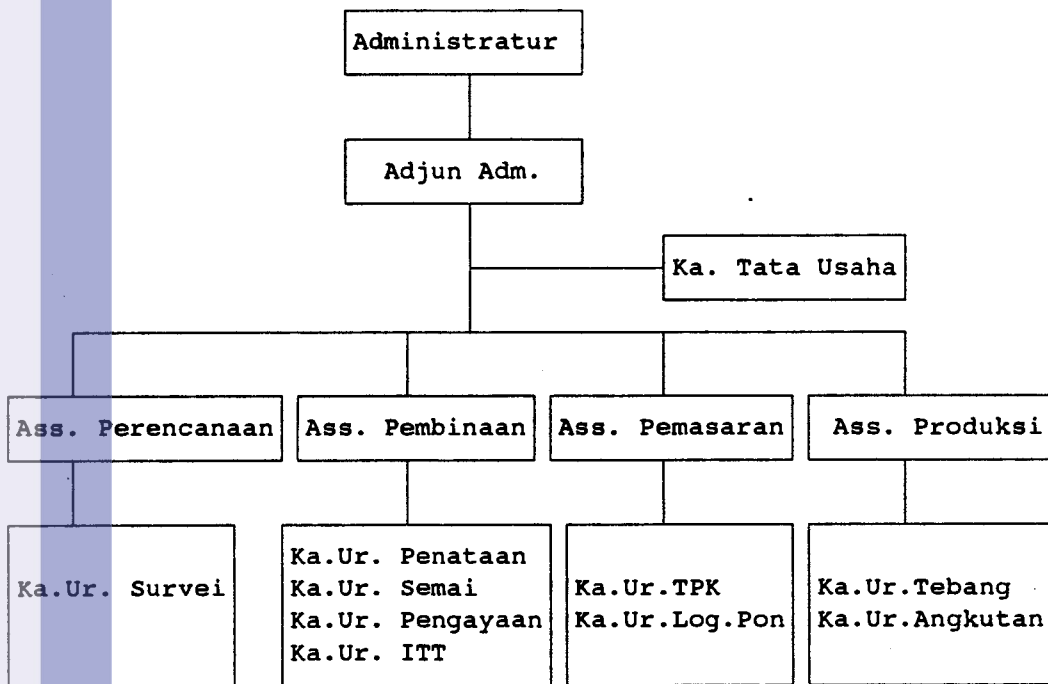 Administratur
Adjun Adm.
Ka. Tata Usaha
Ass. Perencanaan
Ass. Pembinaan
Ass. Pemasaran
Ass. Produksi
Ka.Ur. Survei
Ka.Ur. Penataan
Ka.Ur. Semai
Ka.Ur. Pengayaan
Ka.Ur. ITT
Ka.Ur.TPK
Ka.Ur.Log.Pon
Ka.Ur.Tebang
Ka.Ur.Angkutan